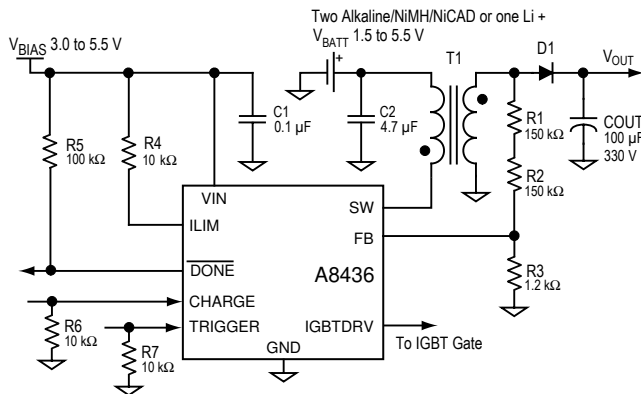 Two Alkaline/NiMH/NiCAD or one Li +
VBIAS 3.0 to 5.5 V
VBATT 1.5 to 5.5 V
+
T1
D1
VOUT
C1
0.1 µF
C2
4.7 µF
R1
150 kΩ
COUT
100 µF
330 V
R5
100 kΩ
R4
10 kΩ
R2
150 kΩ
VIN
SW
ILIM
FB
DONE
A8436
R3
1.2 kΩ
CHARGE
TRIGGER
IGBTDRV
R6
10 kΩ
R7
10 kΩ
GND
To IGBT Gate